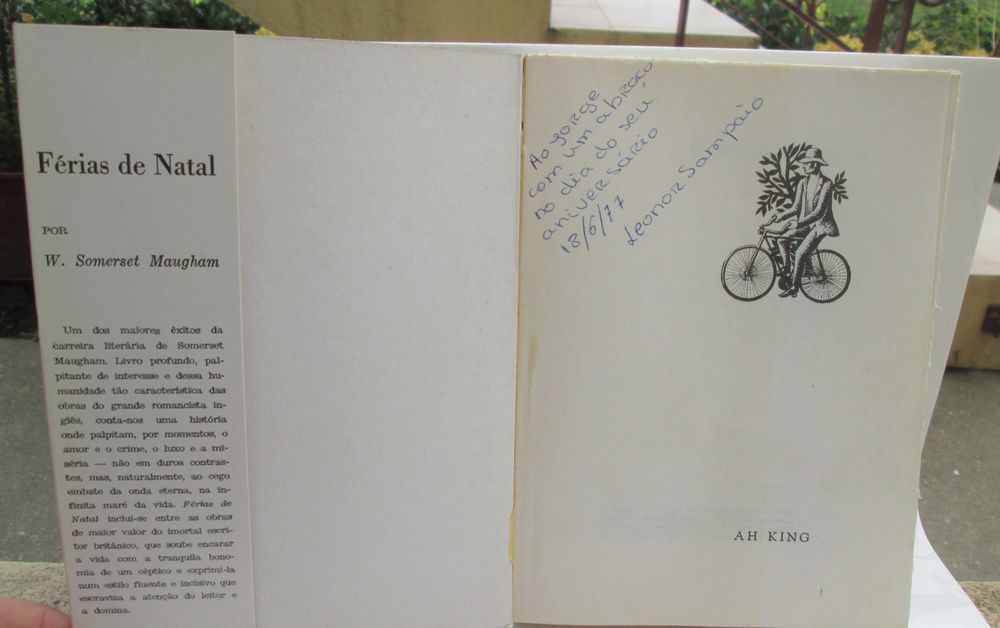 Férias de Natal
POR
W. Somerset Maugham
Um dos maiores êxitos da
carreira literária de Somerset
Maugham. Livro profundo, pal-
pitante de interesse e dessa hu-
manidade tão característica das
obras do grande romancista in-
glês, conta-nos uma história
onde palpitam, por momentos, o
amor e o crime, o luxo e a mi-
séria — não em duros contras-
tes, mas, naturalmente, ao cego
embate da onda eterna, na in-
finita maré da vida. Férias de
Natal inclui-se entre as obras
de maior valor do imortal escri-
tor britânico, que soube encarar
a vida com a tranquila bono-
mia de um céptico e exprimi-la
num estilo fluente e incisivo que
escraviza a atenção do leitor e
a domina.
Ao Jorge
com um abraço
no dia do seu
aniversário
18/6/77
Leonor Sampaio
AH KING